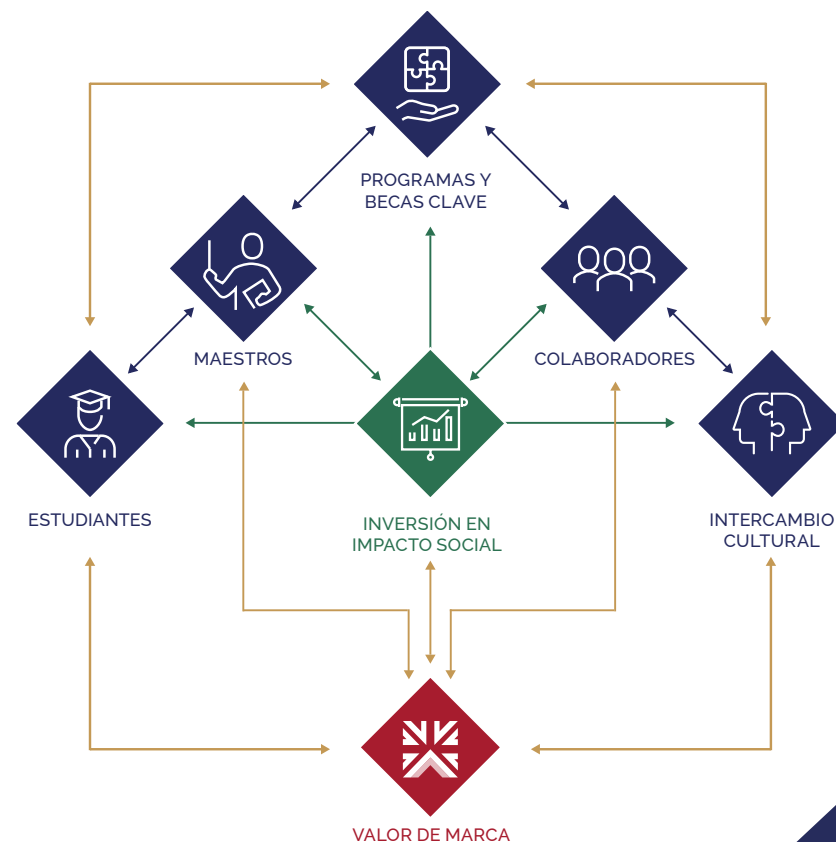 PROGRAMAS Y
BECAS CLAVE
MAESTROS
COLABORADORES
ESTUDIANTES
INVERSIÓN EN
IMPACTO SOCIAL
INTERCAMBIO
CULTURAL
VALOR DE MARCA